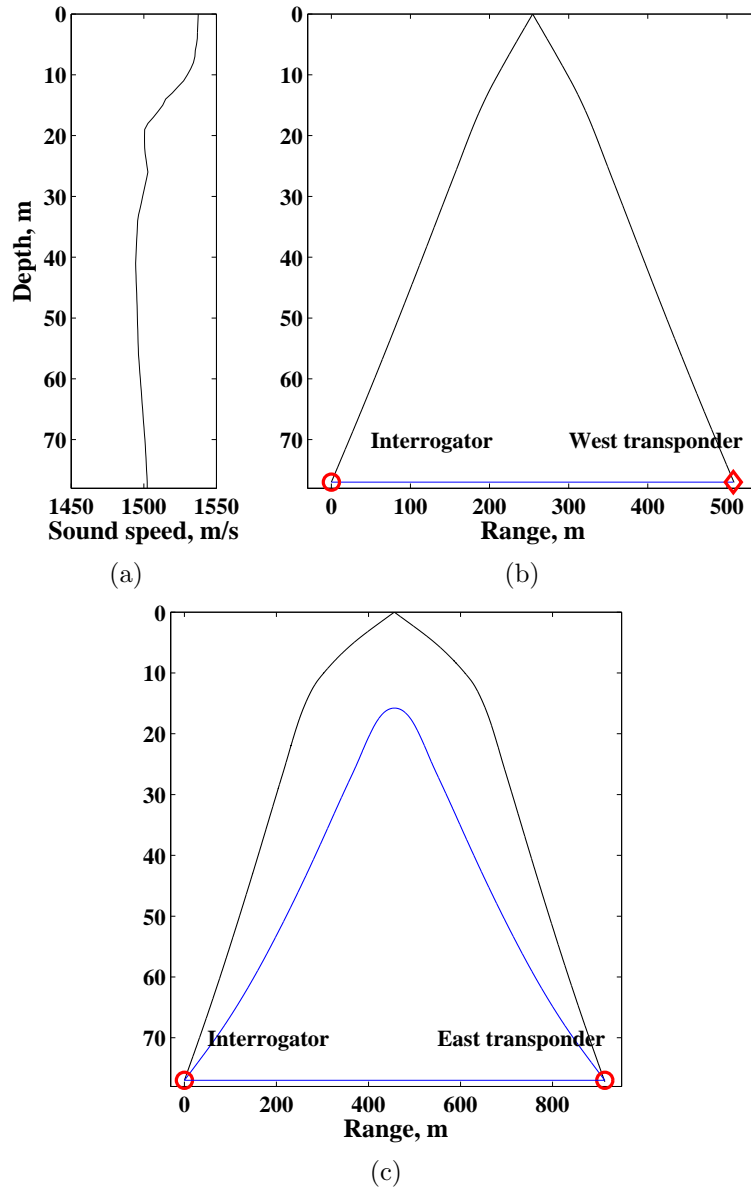 0
10
20
30
40
50
60
70
Depth, m
1450 1500 1550
Sound speed, m/s
(a)
0
10
20
30
40
50
60
70
Interrogator West transponder
0 100 200 300 400 500
Range, m
(b)
0
10
20
30
40
50
60
70
Interrogator East transponder
0 200 400 600 800
Range, m
(c)